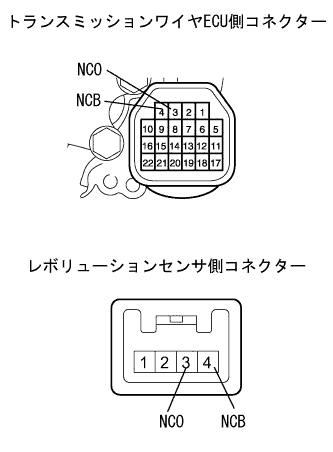 トランスミッションワイヤECU側コネクター
NCO
NCB
4 3 2 1
10 9 8 7 6 5
16 15 14 13 12 11
22 21 20 19 18 17
レボリューションセンサ側コネクター
1 2 3 4
NCO NCB